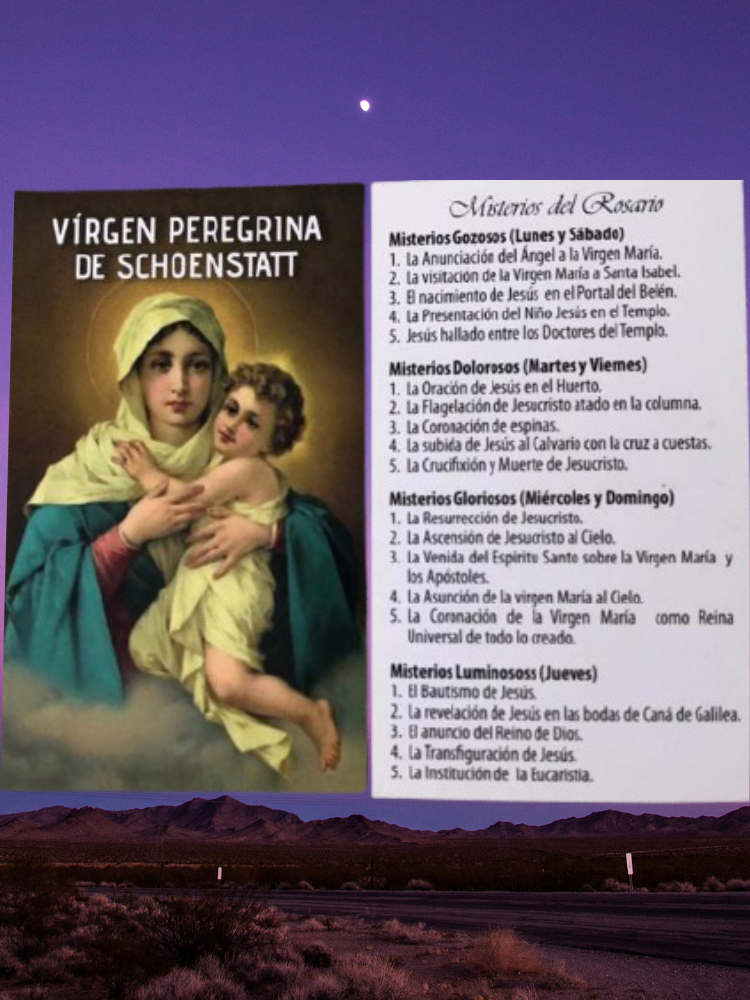 VÍRGEN PEREGRINA
DE SCHOENSTATT
Misterios del Rosario
Misterios Gozosos (Lunes y Sábado)
1. La Anunciación del Ángel a la Virgen María.
2. La visitación de la Virgen María a Santa Isabel.
3. El nacimiento de Jesús en el Portal del Belén.
4. La Presentación del Niño Jesús en el Templo.
5. Jesús hallado entre los Doctores del Templo.
Misterios Dolorosos (Martes y Viernes)
1. La Oración de Jesús en el Huerto.
2. La Flagelación de Jesucristo atado en la columna.
3. La Coronación de espinas.
4. La subida de Jesús al Calvario con la cruz a cuestas.
5. La Crucifixión y Muerte de Jesucristo.
Misterios Gloriosos (Miércoles y Domingo)
1. La Resurrección de Jesucristo.
2. La Ascensión de Jesucristo al Cielo.
3. La Venida del Espíritu Santo sobre la Virgen María y
los Apóstoles.
4. La Asunción de la virgen María al Cielo.
5. La Coronación de la Virgen María como Reina
Universal de todo lo creado.
Misterios Luminososs (Jueves)
1. El Bautismo de Jesús.
2. La revelación de Jesús en las bodas de Caná de Galilea.
3. El anuncio del Reino de Dios.
4. La Transfiguración de Jesús.
5. La Institución de la Eucaristía.